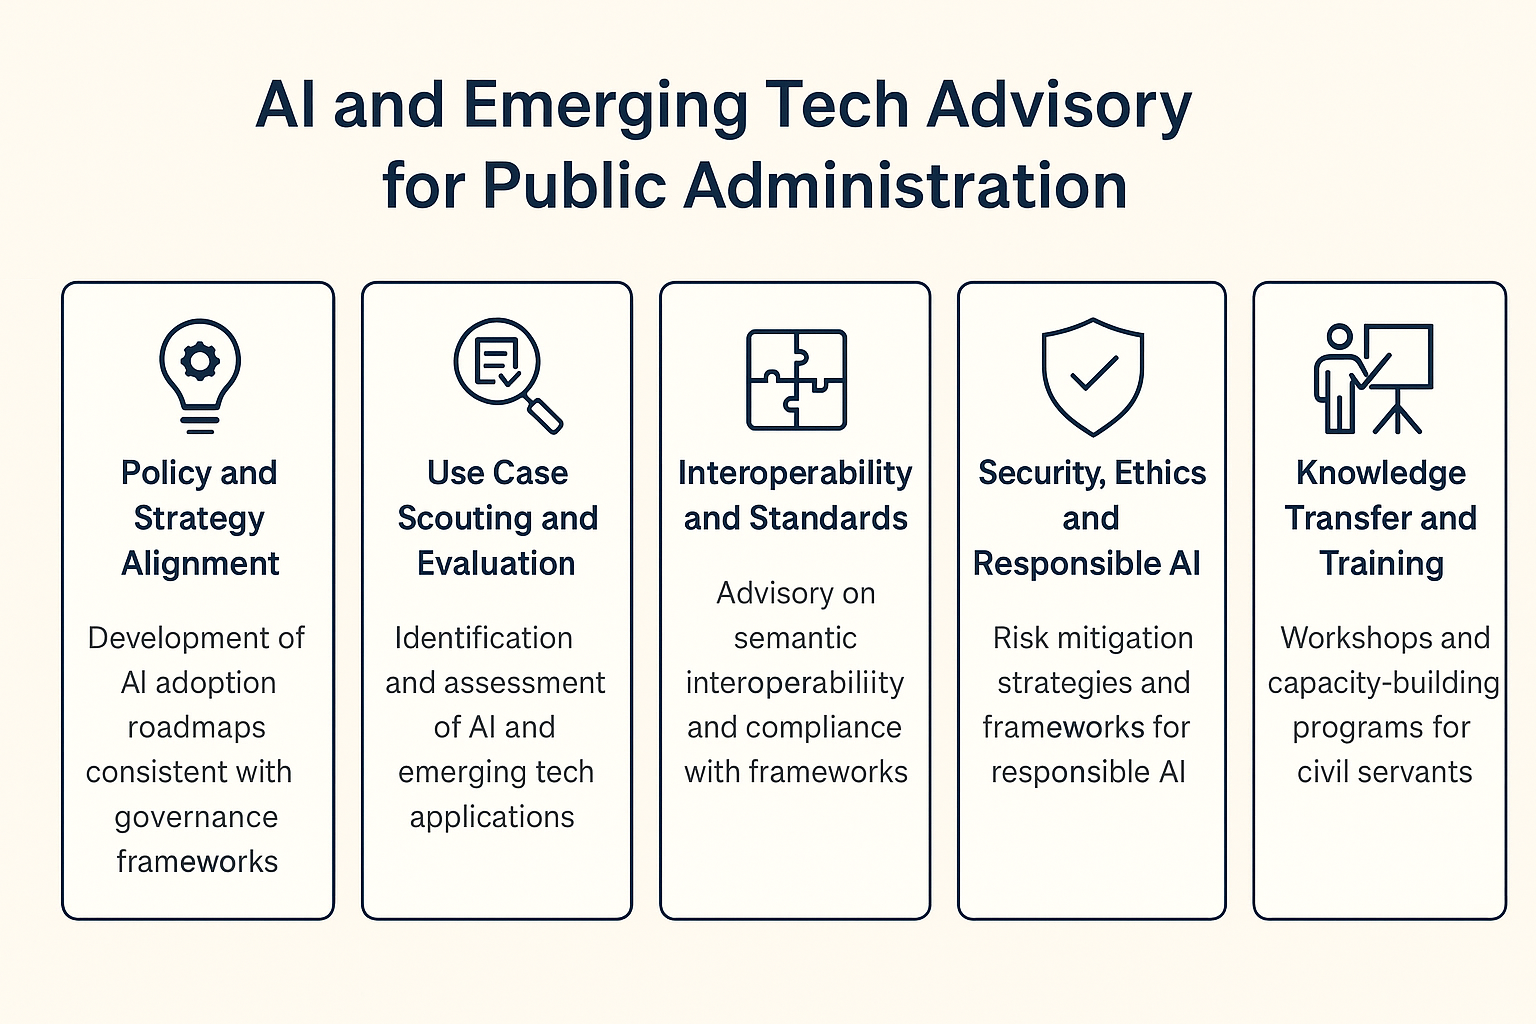 AI and Emerging Tech Advisory
for Public Administration
Policy and
Strategy
Alignment
Development of
AI adoption
roadmaps
consistent with
governance
frameworks
Use Case
Scouting and
Evaluation
Identification
and assessment
of AI and
emerging tech
applications
Interoperability
and Standards
Advisory on
semantic
interoperabiliity
and compliance
with frameworks
Security, Ethics
and
Responsible AI
Risk mitigation
strategies and
frameworks for
responsible AI
Knowledge
Transfer and
Training
Workshops and
capacity-building
programs for
civil servants